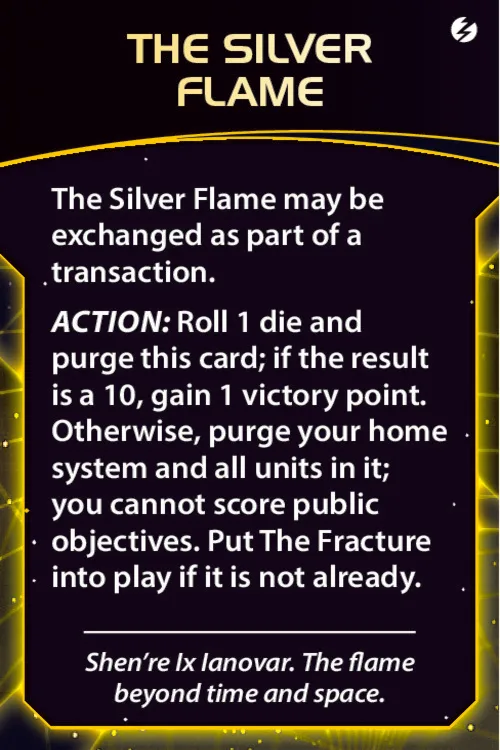 THE SILVER
FLAME
The Silver Flame may be
exchanged as part of a
transaction.
ACTION: Roll 1 die and
purge this card; if the result
is a 10, gain 1 victory point.
Otherwise, purge your home
system and all units in it;
you cannot score public
objectives. Put The Fracture
into play if it is not already.
Shen’re Ix Ianovar. The flame
beyond time and space.